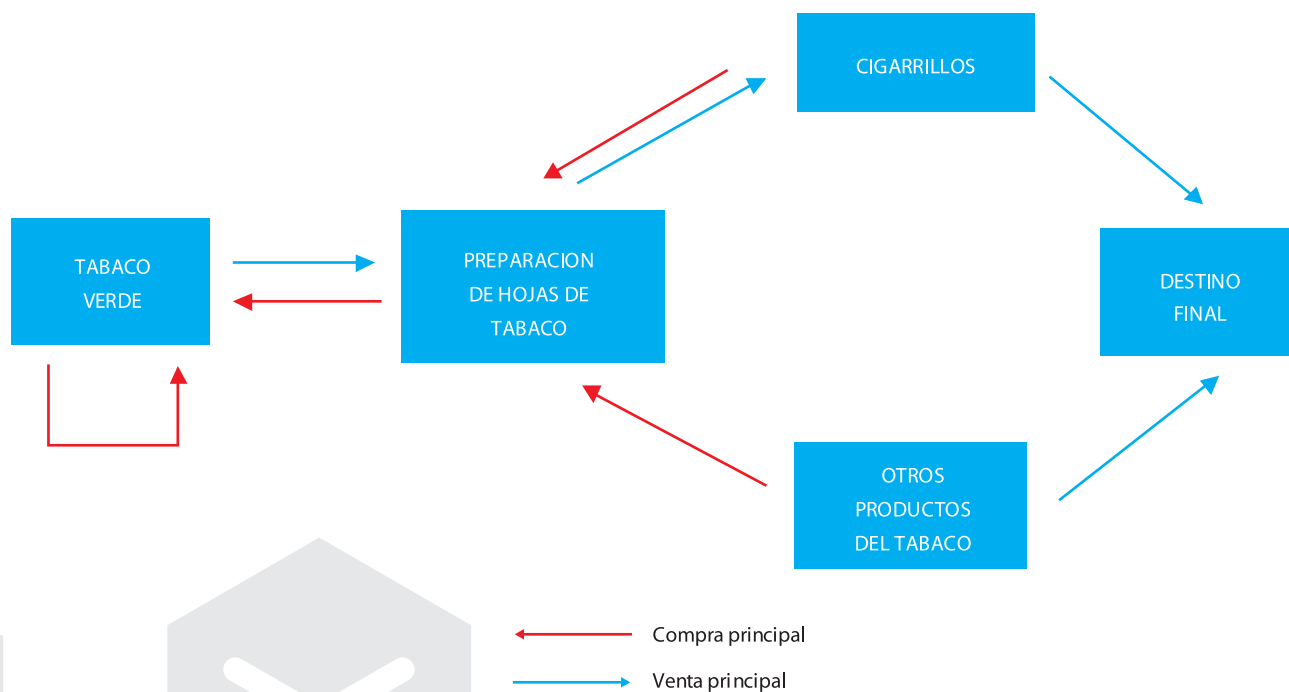 CIGARRILLOS
TABACO
VERDE
PREPARACION
DE HOJAS DE
TABACO
DESTINO
FINAL
OTROS
PRODUCTOS
DEL TABACO
Compra principal
Venta principal